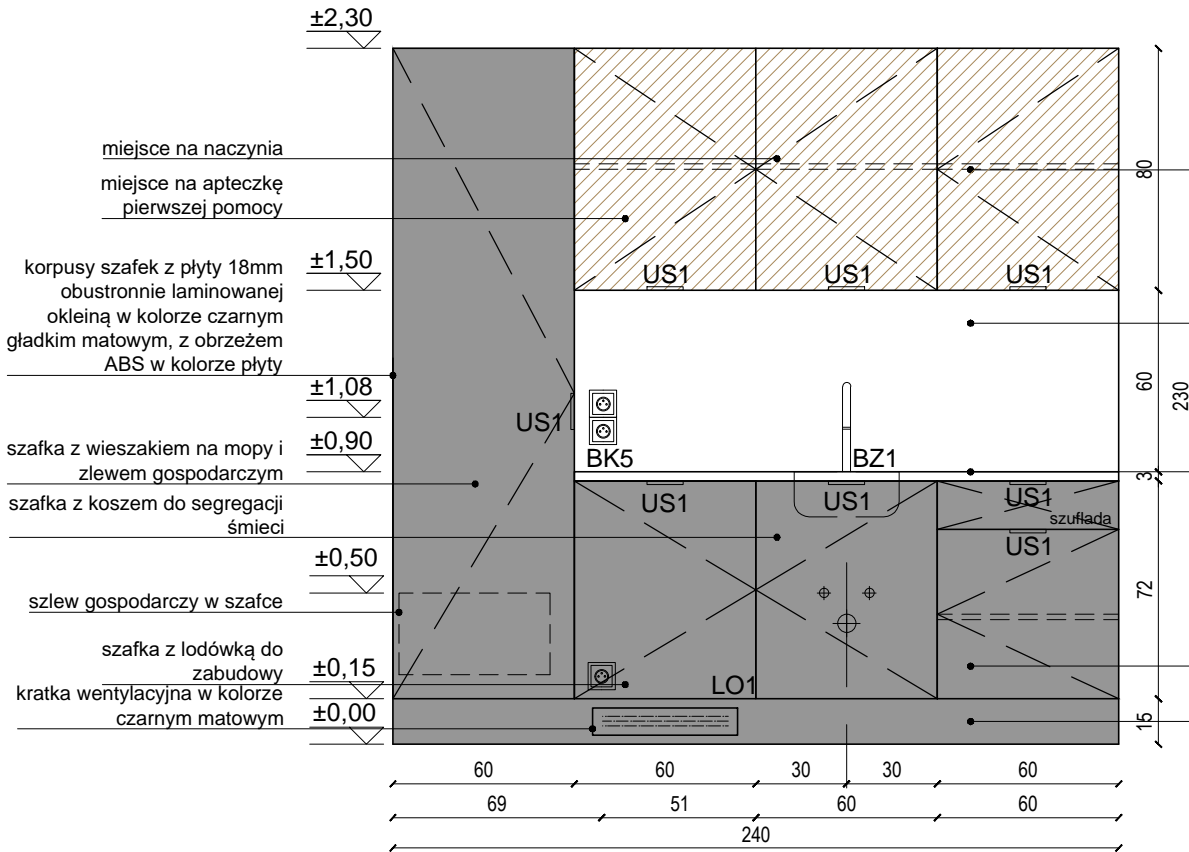 ±2,30
miejsce na naczynia
miejsce na apteczkę
pierwszej pomocy
korpusy szafek z płyty 18mm
obustronnie laminowanej
okleiną w kolorze czarnym
gładkim matowym, z obrzeżem
ABS w kolorze płyty
±1,50
±1,08
szafka z wieszakiem na mopy i
zlewem gospodarczym
±0,90
szafka z koszem do segregacji
śmieci
±0,50
szlew gospodarczy w szafce
szafka z lodówką do
zabudowy
±0,15
kratka wentylacyjna w kolorze
czarnym matowym
±0,00
US1
US1
US1
US1
BK5
BZ1
US1
US1
US1
szuflada
US1
LO1
80
60
230
3
72
15
60
60
30
30
60
69
51
60
60
240